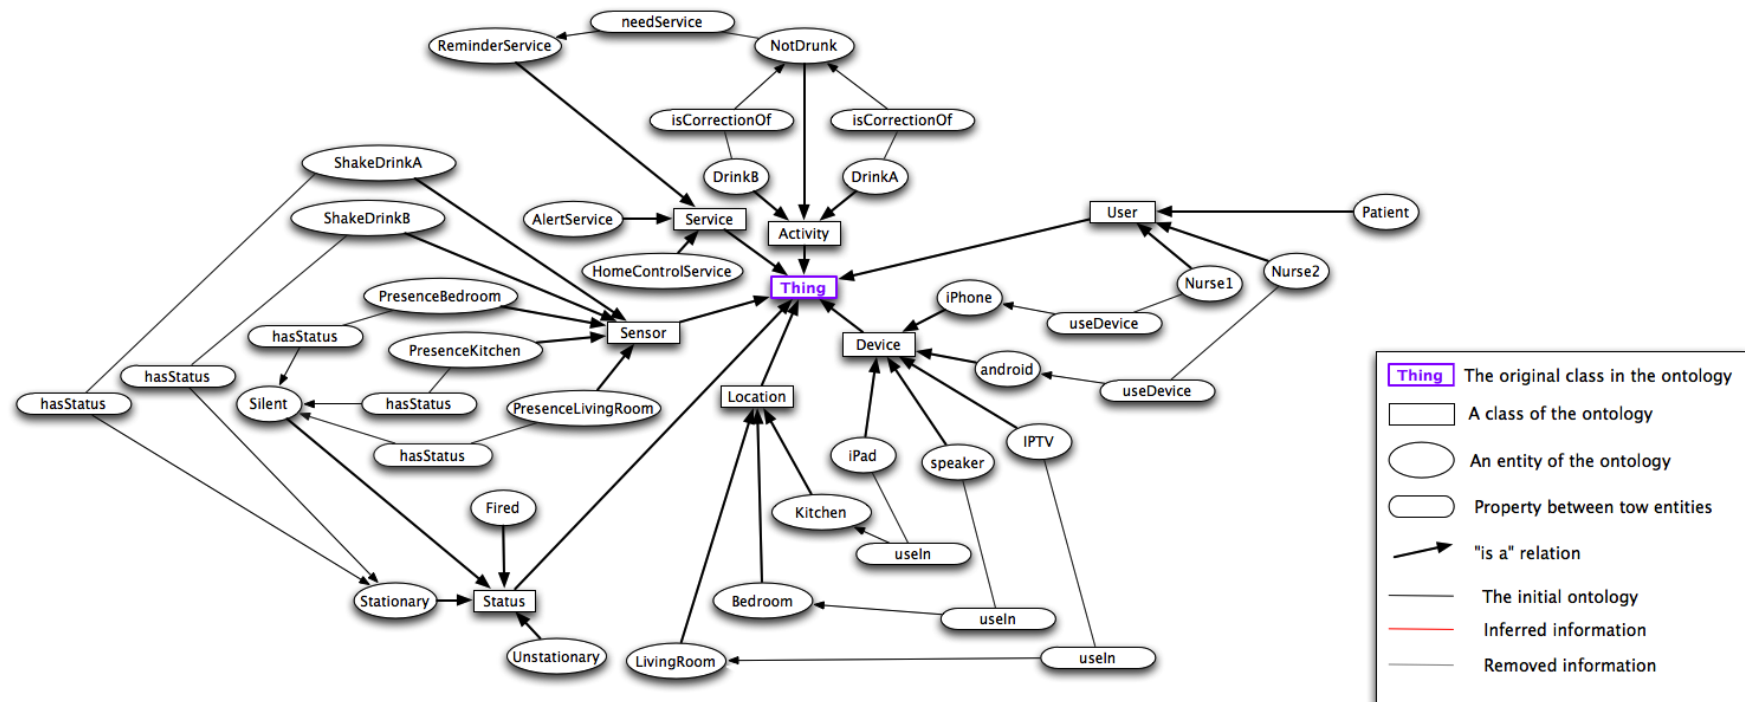 needService
ReminderService
NotDrunk
isCorrectionOf
isCorrectionOf
ShakeDrinkA
DrinkB
DrinkA
ShakeDrinkB
AlertService
Service
Activity
User
Patient
HomeControlService
Thing
Nurse1
Nurse2
PresenceBedroom
iPhone
useDevice
hasStatus
Sensor
PresenceKitchen
Device
android
hasStatus
hasStatus
Silent
hasStatus
PresenceLivingRoom
Location
useDevice
hasStatus
iPad
speaker
IPTV
Fired
Kitchen
useIn
Stationary
Status
Bedroom
useIn
Unstationary
LivingRoom
useIn
Thing The original class in the ontology
A class of the ontology
An entity of the ontology
Property between tow entities
"is a" relation
The initial ontology
Inferred information
Removed information